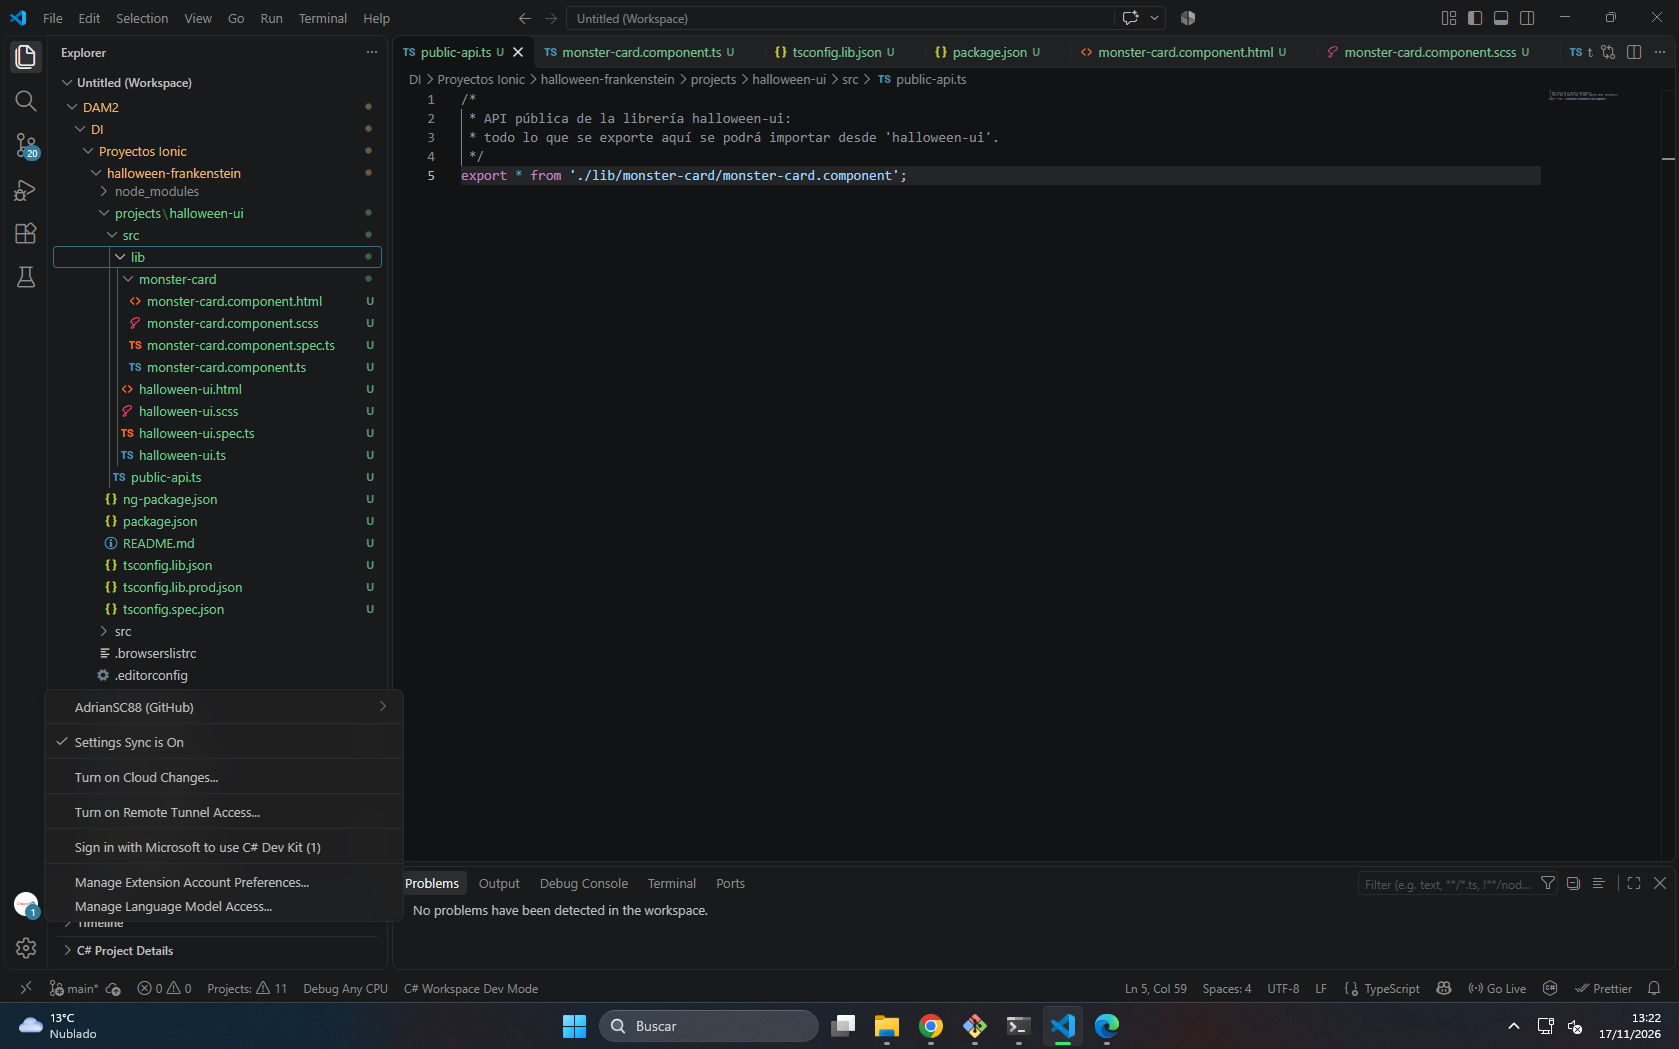 File Edit Selection View Go Run Terminal Help
Untitled (Workspace)
Explorer
Untitled (Workspace)
DAM2
DI
Proyectos Ionic
halloween-frankenstein
node_modules
projects\halloween-ui
src
lib
monster-card
monster-card.component.html U
monster-card.component.scss U
TS monster-card.component.spec.ts U
TS monster-card.component.ts U
halloween-ui.html U
halloween-ui.scss U
TS halloween-ui.spec.ts U
TS halloween-ui.ts U
TS public-api.ts U
{} ng-package.json U
{} package.json U
README.md U
{} tsconfig.lib.json U
{} tsconfig.lib.prod.json U
{} tsconfig.spec.json U
src
.browserslistrc
.editorconfig
AdrianSC88 (GitHub)
Settings Sync is On
Turn on Cloud Changes...
Turn on Remote Tunnel Access...
Sign in with Microsoft to use C# Dev Kit (1)
Manage Extension Account Preferences...
Manage Language Model Access...
Timeline
C# Project Details
20
1
TS public-api.ts U
TS monster-card.component.ts U
{} tsconfig.lib.json U
{} package.json U
monster-card.component.html U
monster-card.component.scss U
TS t
DI > Proyectos Ionic > halloween-frankenstein > projects > halloween-ui > src > TS public-api.ts
1 /*
2 * API pública de la librería halloween-ui:
3 * todo lo que se exporte aquí se podrá importar desde 'halloween-ui'.
4 */
5 export * from './lib/monster-card/monster-card.component';
Problems Output Debug Console Terminal Ports
Filter (e.g. text, **/*.ts, !**/nod...
No problems have been detected in the workspace.
main* 0 0 Projects: 11 Debug Any CPU C# Workspace Dev Mode
Ln 5, Col 59 Spaces: 4 UTF-8 LF {} TypeScript Go Live Prettier
13°C
Nublado
Buscar
13:22
17/11/2026